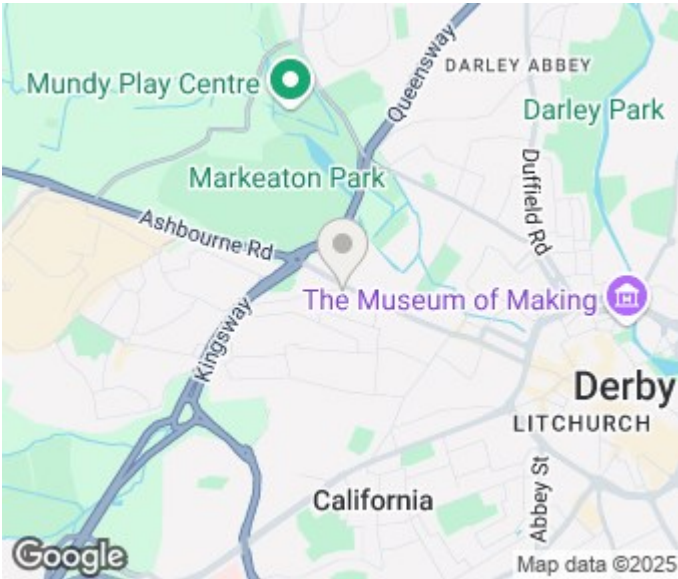 Mundy Play Centre
Queensway
DARLEY ABBEY
Darley Park
Markeaton Park
Duffield Rd
Ashbourne Rd
The Museum of Making
Kingsway
Derby
LITCHURCH
California
Abbey St
Google
Map data ©2025